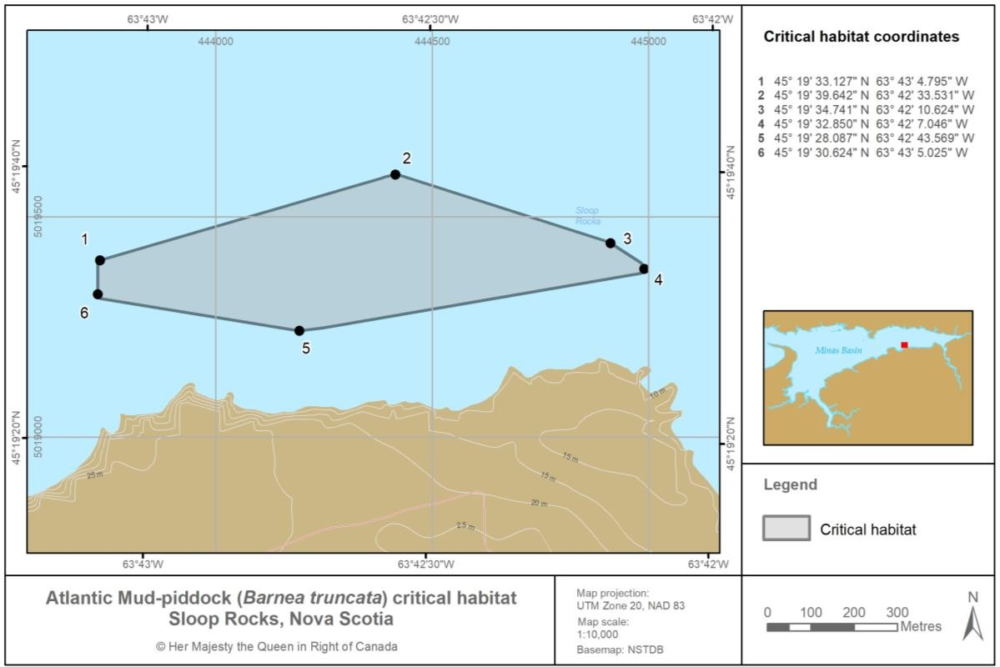 63°43'W 63°42'30"W 63°42'W
444000 444500 445000
45°19'40"N
5019500
45°19'20"N
5019000
45°19'40"N
45°19'20"N
2
Sloop
Rocks
1
3
4
6
5
10 m
15 m
25 m
15 m
20 m
25 m
63°43'W 63°42'30"W 63°42'W
Critical habitat coordinates
1 45° 19' 33.127" N 63° 43' 4.795" W
2 45° 19' 39.642" N 63° 42' 33.531" W
3 45° 19' 34.741" N 63° 42' 10.624" W
4 45° 19' 32.850" N 63° 42' 7.046" W
5 45° 19' 28.087" N 63° 42' 43.569" W
6 45° 19' 30.624" N 63° 43' 5.025" W
Minas Basin
Legend
Critical habitat
Atlantic Mud-piddock (Barnea truncata) critical habitat
Sloop Rocks, Nova Scotia
© Her Majesty the Queen in Right of Canada
Map projection:
UTM Zone 20, NAD 83
Map scale:
1:10,000
Basemap: NSTDB
0 100 200 300
Metres
N